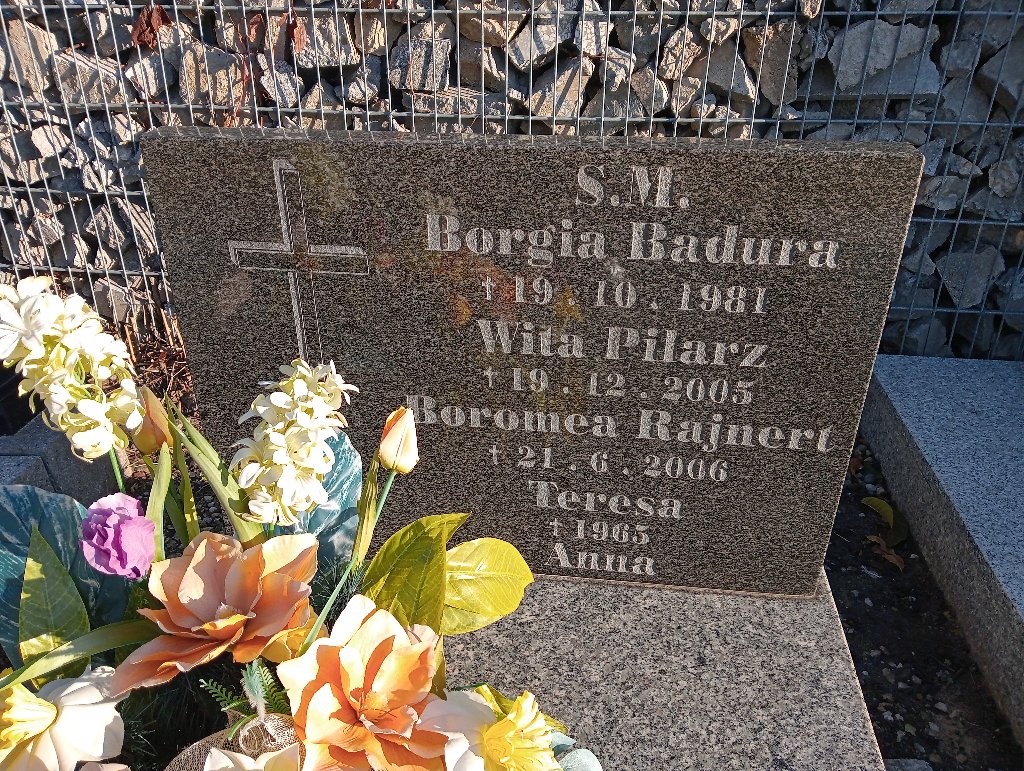 S.M.
Borgia Badura
† 19.10.1981
Wita Pilarz
† 19.12.2005
Boromea Rajnert
† 21.6.2006
Teresa
† 1965
Anna